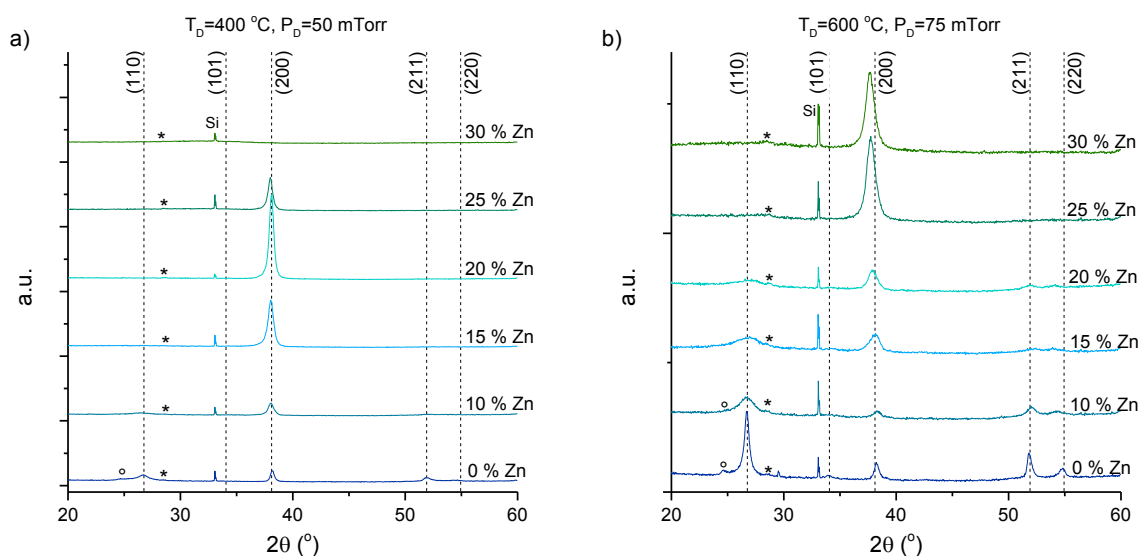 a)
T_D=400 °C, P_D=50 mTorr
(110)
(101)
(200)
(211)
(220)
Si
* 30 % Zn
* 25 % Zn
* 20 % Zn
* 15 % Zn
* 10 % Zn
° * 0 % Zn
a.u.
20 30 40 50 60
2θ (°)
b)
T_D=600 °C, P_D=75 mTorr
(110)
(101)
(200)
(211)
(220)
Si
* 30 % Zn
* 25 % Zn
* 20 % Zn
* 15 % Zn
° * 10 % Zn
° * 0 % Zn
a.u.
20 30 40 50 60
2θ (°)